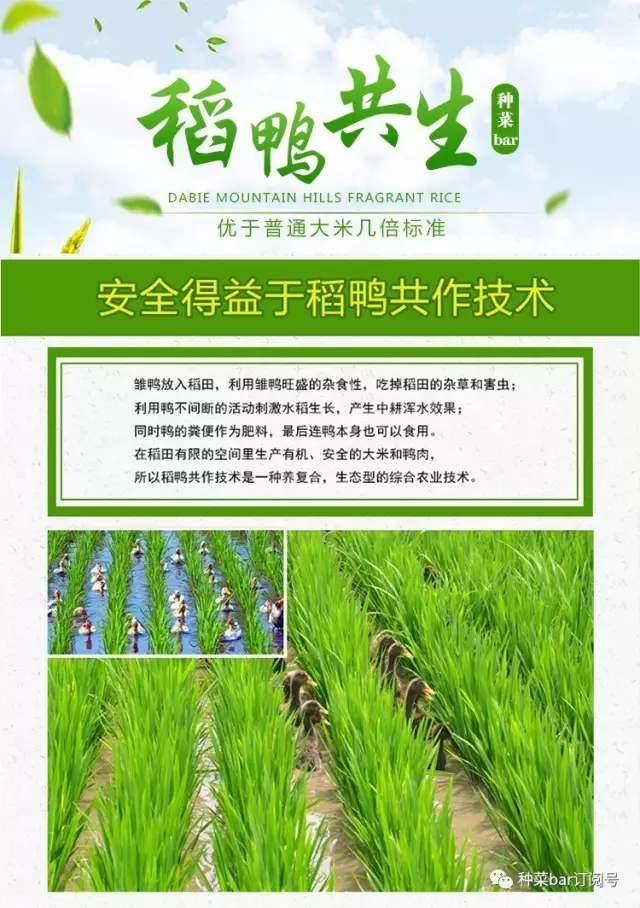 稻鸭共生
种菜bar
DABIE MOUNTAIN HILLS FRAGRANT RICE
优于普通大米几倍标准
安全得益于稻鸭共作技术
雏鸭放入稻田，利用雏鸭旺盛的杂食性，吃掉稻田的杂草和害虫；
利用鸭不间断的活动刺激水稻生长，产生中耕浑水效果；
同时鸭的粪便作为肥料，最后连鸭本身也可以食用。
在稻田有限的空间里生产有机、安全的大米和鸭肉，
所以稻鸭共作技术是一种养复合，生态型的综合农业技术。
种菜bar订阅号